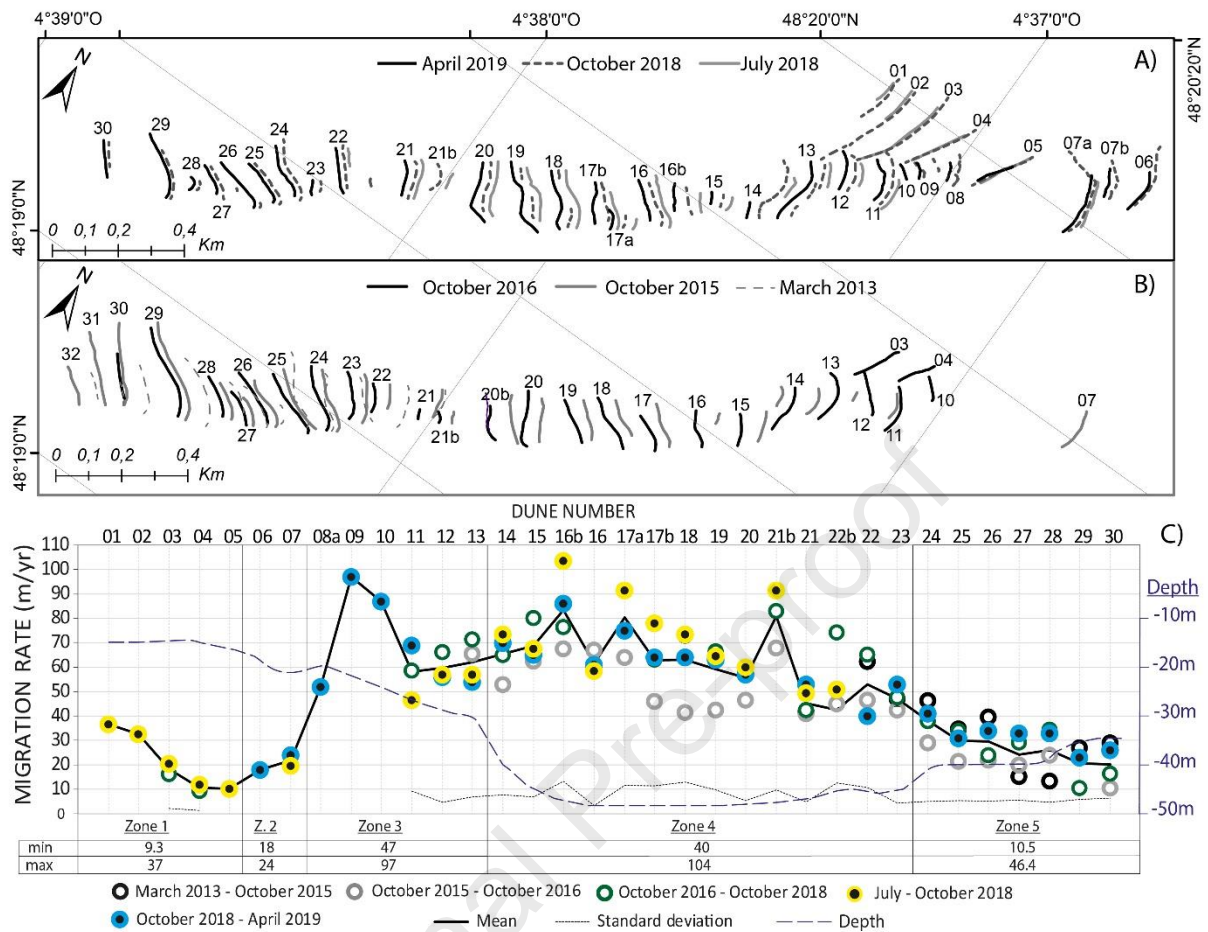 4°39'0"O 4°38'0"O 48°20'0"N 4°37'0"O
A)
N
April 2019 October 2018 July 2018
48°20'20"N
01
02
03
04
05
07a
07b
06
30 29 28 27 26 25 24 23 22 21 21b 20 19 18 17b 17a 16 16b 15 14 13 12 11 10 09 08
48°19'0"N
0 0,1 0,2 0,4
Km
B)
N
October 2016 October 2015 March 2013
32 31 30 29 28 27 26 25 24 23 22 21 21b 20b 20 19 18 17 16 15 14 13 12 11 03 04 10 07
48°19'0"N
0 0,1 0,2 0,4
Km
DUNE NUMBER
01 02 03 04 05 06 07 08a 09 10 11 12 13 14 15 16b 16 17a 17b 18 19 20 21b 21 22b 22 23 24 25 26 27 28 29 30
C)
MIGRATION RATE (m/yr)
110
100
90
80
70
60
50
40
30
20
10
0
Depth
-10m
-20m
-30m
-40m
-50m
Zone 1 Z. 2 Zone 3 Zone 4 Zone 5
min 9.3 18 47 40 10.5
max 37 24 97 104 46.4
March 2013 - October 2015 October 2015 - October 2016 October 2016 - October 2018 July - October 2018
October 2018 - April 2019 Mean Standard deviation Depth
nal Pre-proof